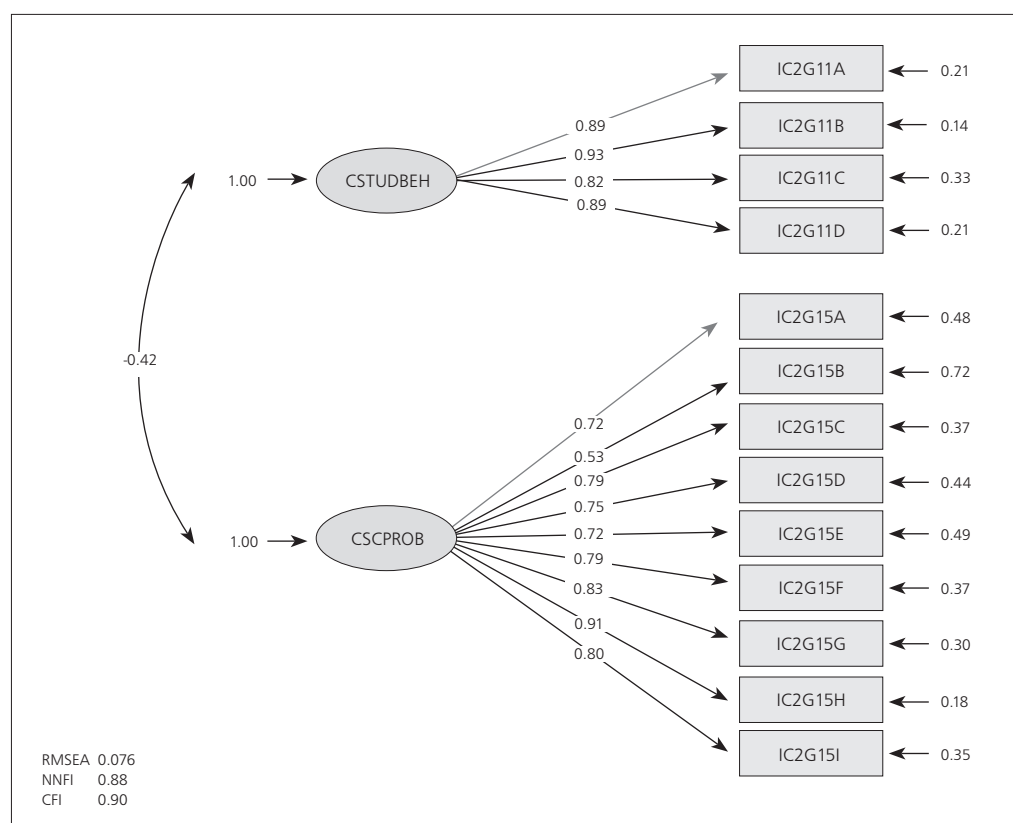 IC2G11A 0.21
0.89
IC2G11B 0.14
0.93
1.00 CSTUDBEH
0.82
IC2G11C 0.33
0.89
IC2G11D 0.21
-0.42
IC2G15A 0.48
IC2G15B 0.72
0.72
IC2G15C 0.37
0.53
0.79
IC2G15D 0.44
0.75
1.00 CSCPROB
0.72
IC2G15E 0.49
0.79
IC2G15F 0.37
0.83
0.91
IC2G15G 0.30
0.80
IC2G15H 0.18
IC2G15I 0.35
RMSEA 0.076
NNFI 0.88
CFI 0.90